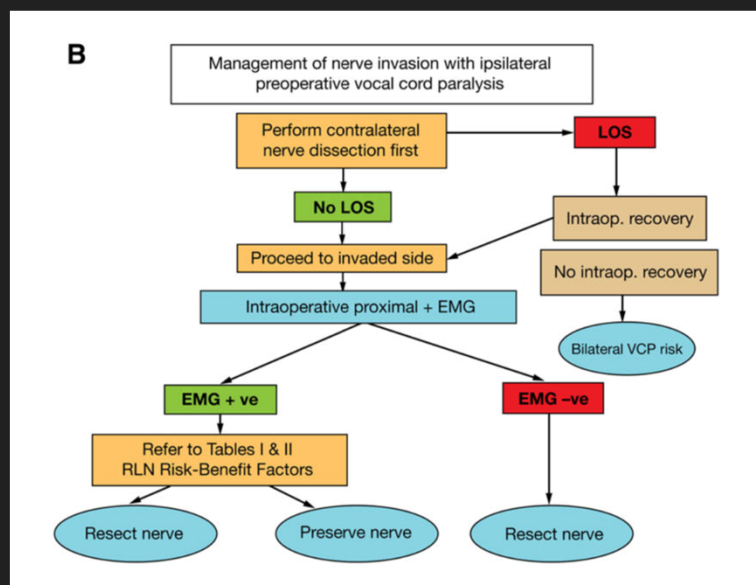 B
Management of nerve invasion with ipsilateral
preoperative vocal cord paralysis
Perform contralateral
nerve dissection first
LOS
No LOS
Intraop. recovery
Proceed to invaded side
No intraop. recovery
Intraoperative proximal + EMG
Bilateral VCP risk
EMG + ve
EMG –ve
Refer to Tables I & II
RLN Risk-Benefit Factors
Resect nerve
Preserve nerve
Resect nerve